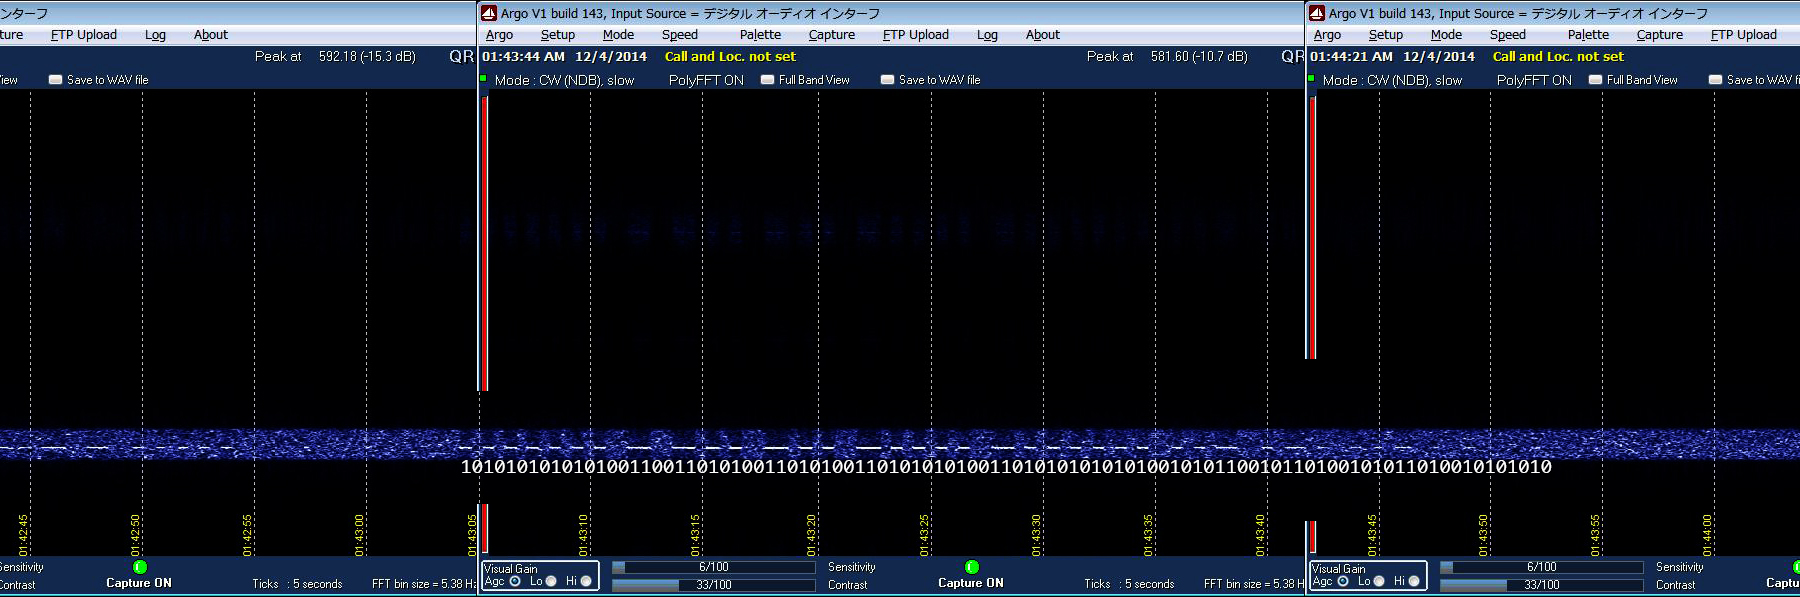 インターフ
Argo V1 build 143, Input Source = デジタル オーディオ インターフ
Argo V1 build 143, Input Source = デジタル オーディオ インターフ
ture FTP Upload Log About
Argo Setup Mode Speed Palette Capture FTP Upload Log About
Argo Setup Mode Speed Palette Capture FTP Upload
Peak at 592.18 (-15.3 dB) QR
01:43:44 AM 12/4/2014 Call and Loc. not set Peak at 581.60 (-10.7 dB) QR
01:44:21 AM 12/4/2014 Call and Loc. not set
iew Save to WAV file
Mode : CW (NDB), slow PolyFFT ON Full Band View Save to WAV file
Mode : CW (NDB), slow PolyFFT ON Full Band View Save to WAV fi
01:42:45 01:42:50 01:42:55 01:43:00 01:43:05 01:43:10 01:43:15 01:43:20 01:43:25 01:43:30 01:43:35 01:43:40 01:43:45 01:43:50 01:43:55 01:44:00
Sensitivity
Contrast Capture ON Ticks : 5 seconds FFT bin size = 5.38 Hz
Visual Gain 6/100 Sensitivity
Agc Lo Hi 33/100 Contrast Capture ON Ticks : 5 seconds FFT bin size = 5.38 H
Visual Gain 6/100 Sensitivity
Agc Lo Hi 33/100 Contrast Captu